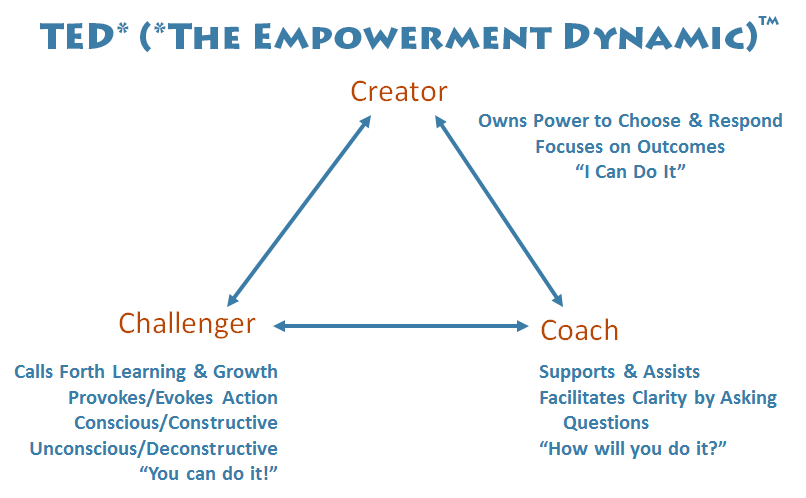 TED* (*The Empowerment Dynamic)™
Creator
Owns Power to Choose & Respond
Focuses on Outcomes
“I Can Do It”
Challenger
Calls Forth Learning & Growth
Provokes/Evokes Action
Conscious/Constructive
Unconscious/Deconstructive
“You can do it!”
Coach
Supports & Assists
Facilitates Clarity by Asking
Questions
“How will you do it?”